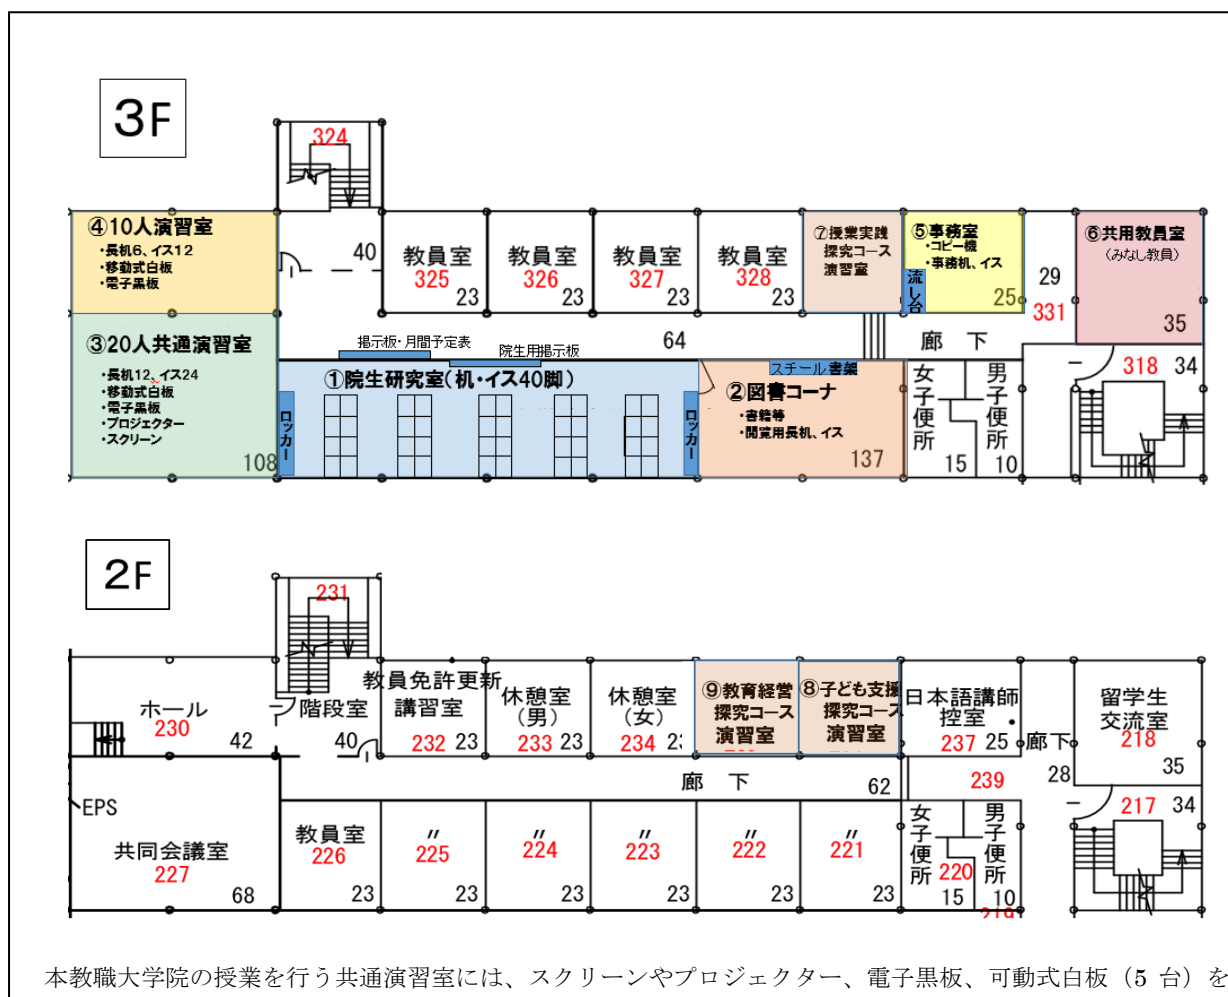 3F
324
④10人演習室
・長机6、イス12
・移動式白板
・電子黒板
40
教員室
325
23
教員室
326
23
教員室
327
23
教員室
328
23
⑦授業実践
探究コース
演習室
⑤事務室
・コピー機
・事務机、イス
流し台
25
29
331
⑥共用教員室
(みなし教員)
35
③20人共通演習室
・長机12、イス24
・移動式白板
・電子黒板
・プロジェクター
・スクリーン
108
掲示板・月間予定表
院生用掲示板
64
廊 下
①院生研究室(机・イス40脚)
ロッカー
ロッカー
スチール書架
②図書コーナ
・書籍等
・閲覧用長机、イス
137
女子便所
15
男子便所
10
318
34
2F
231
ホール
230
42
階段室
40
教員免許更新
講習室
232
23
休憩室
(男)
233
23
休憩室
(女)
234
⑨教育経営
探究コース
演習室
⑧子ども支援
探究コース
演習室
日本語講師
控室
237
25
廊下
28
留学生
交流室
218
35
廊 下
62
239
EPS
共同会議室
227
68
教員室
226
23
〃
225
23
〃
224
23
〃
223
23
〃
222
23
〃
221
23
女子便所
220
15
男子便所
10
217
34
本教職大学院の授業を行う共通演習室には、スクリーンやプロジェクター、電子黒板、可動式白板（5 台）を